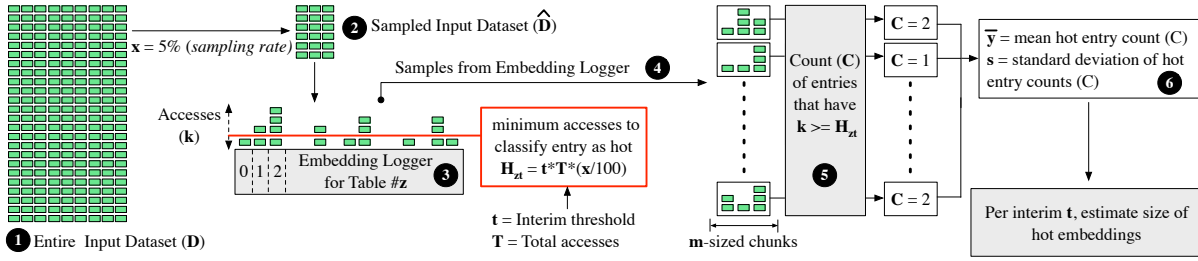 1 Entire Input Dataset (D)
x = 5% (sampling rate)
2 Sampled Input Dataset (D̂)
Accesses
(k)
0 1 2
Embedding Logger
for Table #z
3
minimum accesses to
classify entry as hot
H_zt = t*T*(x/100)
t = Interim threshold
T = Total accesses
Samples from Embedding Logger 4
m-sized chunks
Count (C)
of entries
that have
k >= H_zt
5
C = 2
C = 1
C = 2
y̅ = mean hot entry count (C)
s = standard deviation of hot
entry counts (C)
6
Per interim t, estimate size of
hot embeddings